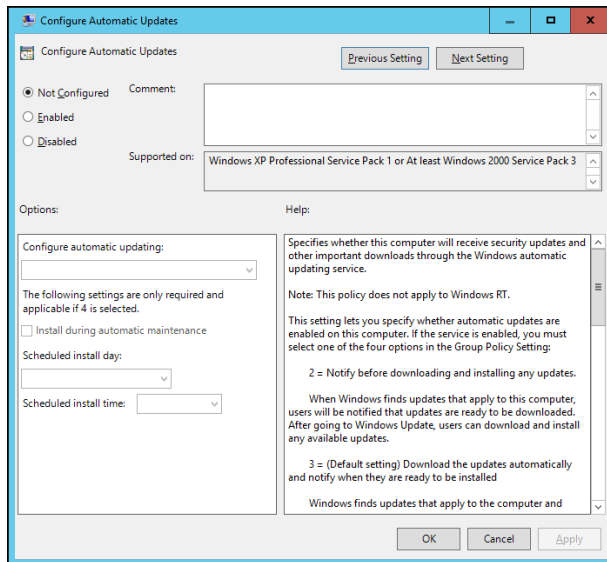 Configure Automatic Updates
Configure Automatic Updates
Previous Setting
Next Setting
Not Configured
Comment:
Enabled
Disabled
Supported on:
Windows XP Professional Service Pack 1 or At least Windows 2000 Service Pack 3
Options:
Help:
Configure automatic updating:
The following settings are only required and
applicable if 4 is selected.
Install during automatic maintenance
Scheduled install day:
Scheduled install time:
Specifies whether this computer will receive security updates and
other important downloads through the Windows automatic
updating service.
Note: This policy does not apply to Windows RT.
This setting lets you specify whether automatic updates are
enabled on this computer. If the service is enabled, you must
select one of the four options in the Group Policy Setting:
2 = Notify before downloading and installing any updates.
When Windows finds updates that apply to this computer,
users will be notified that updates are ready to be downloaded.
After going to Windows Update, users can download and install
any available updates.
3 = (Default setting) Download the updates automatically
and notify when they are ready to be installed
Windows finds updates that apply to the computer and
OK
Cancel
Apply